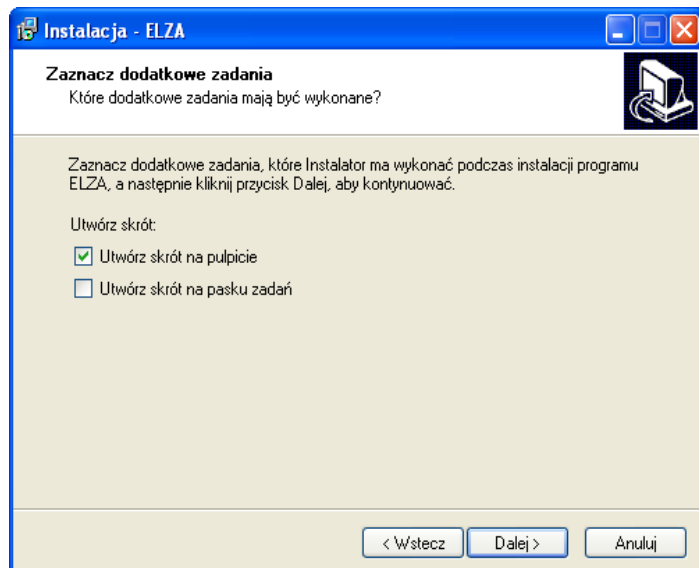 Instalacja - ELZA
Zaznacz dodatkowe zadania
Które dodatkowe zadania mają być wykonane?
Zaznacz dodatkowe zadania, które Instalator ma wykonać podczas instalacji programu
ELZA, a następnie kliknij przycisk Dalej, aby kontynuować.
Utwórz skrót:
Utwórz skrót na pulpicie
Utwórz skrót na pasku zadań
< Wstecz
Dalej >
Anuluj